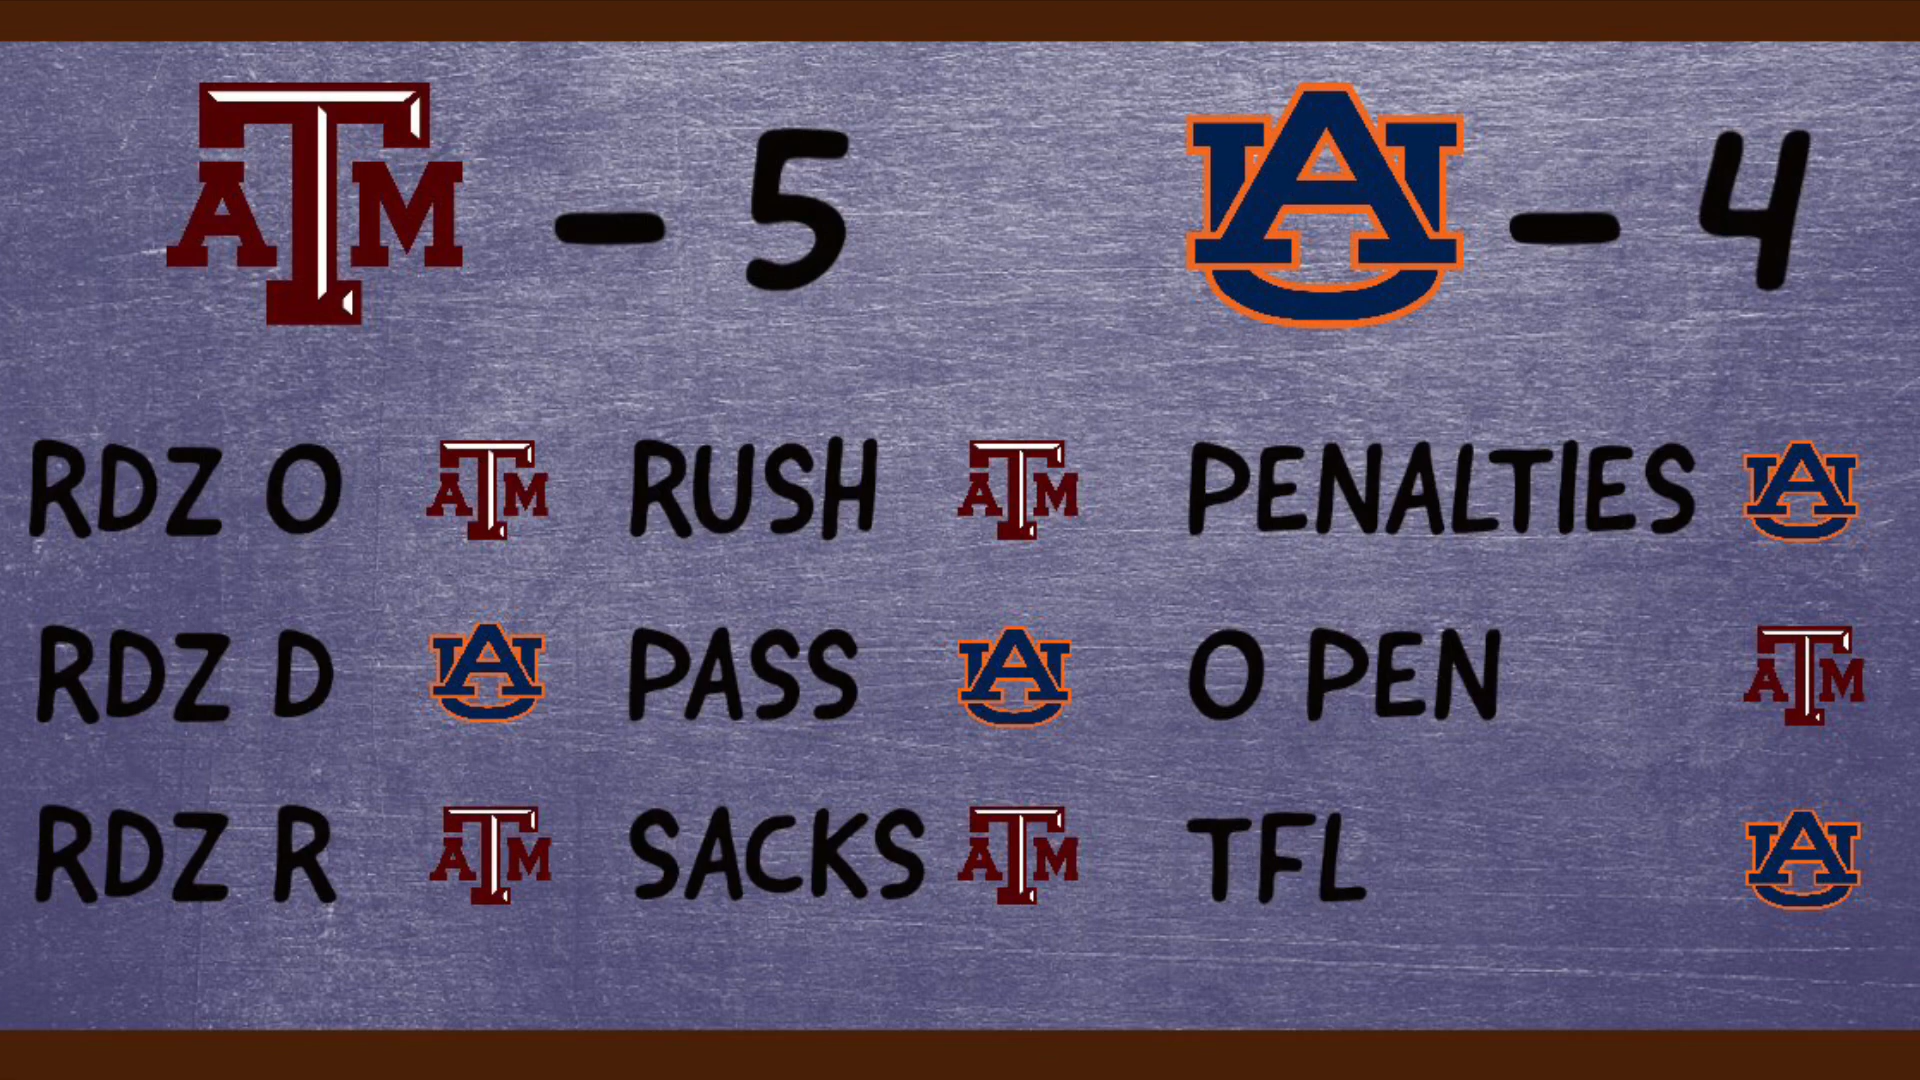 ATM - 5 AU - 4
RDZ O ATM RUSH ATM PENALTIES AU
RDZ D AU PASS AU O PEN ATM
RDZ R ATM SACKS ATM TFL AU